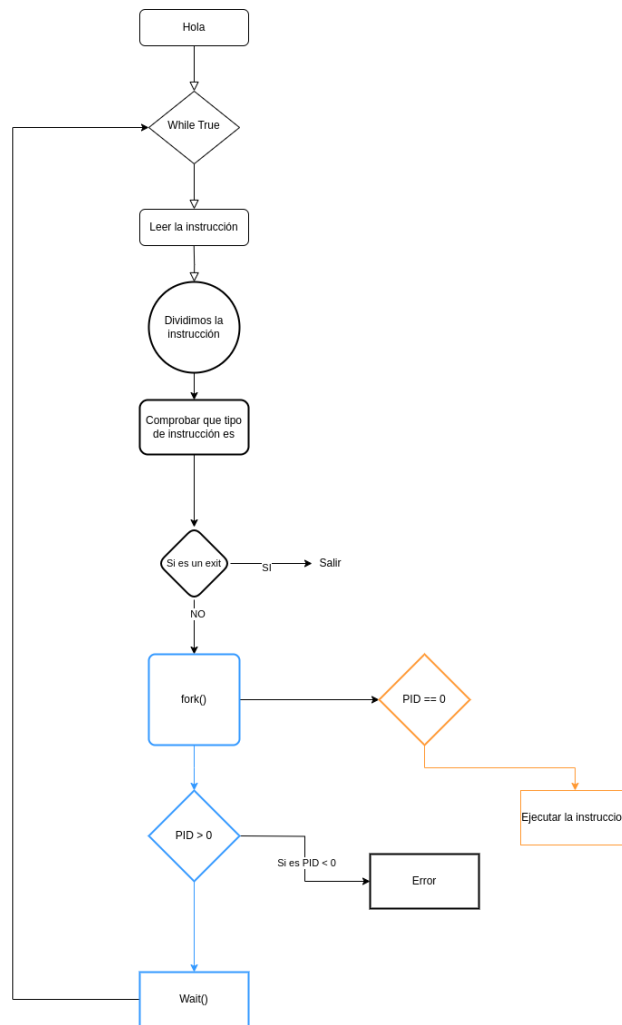 Hola
While True
Leer la instrucción
Dividimos la
instrucción
Comprobar que tipo
de instrucción es
Si es un exit
SI
Salir
NO
fork()
PID == 0
Ejecutar la instruccio
PID > 0
Si es PID < 0
Error
Wait()